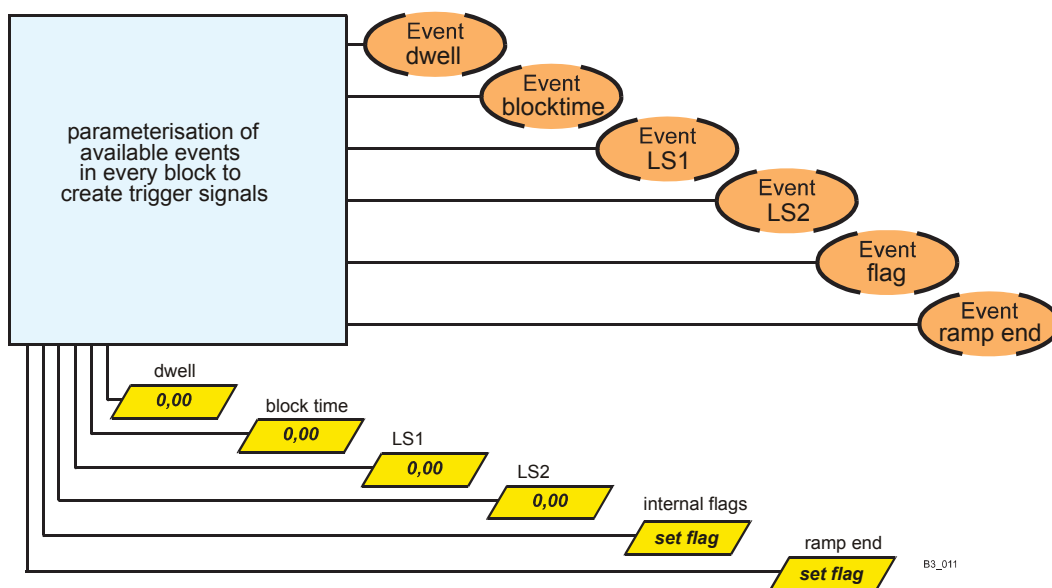 Event
dwell
Event
blocktime
Event
LS1
Event
LS2
Event
flag
Event
ramp end
parameterisation of
available events
in every block to
create trigger signals
dwell
0,00
block time
0,00
LS1
0,00
LS2
0,00
internal flags
set flag
ramp end
set flag
B3_011